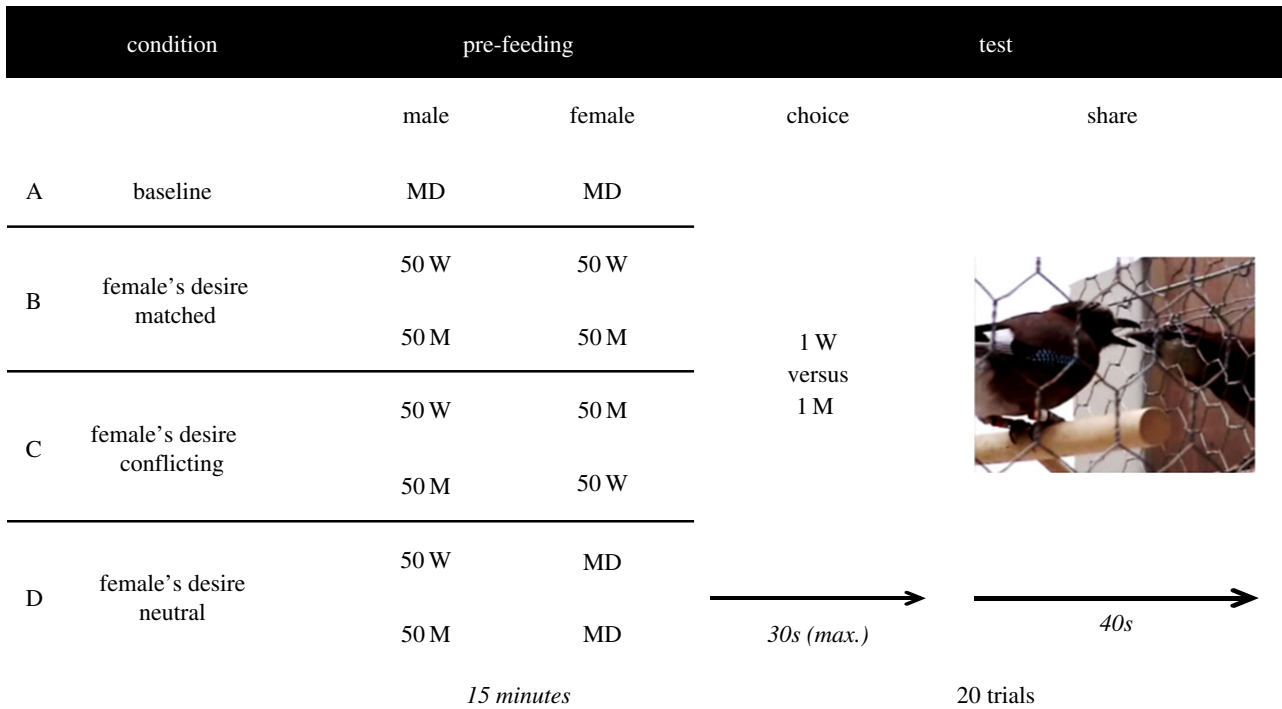 condition pre-feeding test
male female choice share
A baseline MD MD
50 W 50 W
B female's desire
matched
50 M 50 M
1 W
versus
1 M
50 W 50 M
C female's desire
conflicting
50 M 50 W
50 W MD
D female's desire
neutral
50 M MD
30s (max.) 40s
15 minutes 20 trials